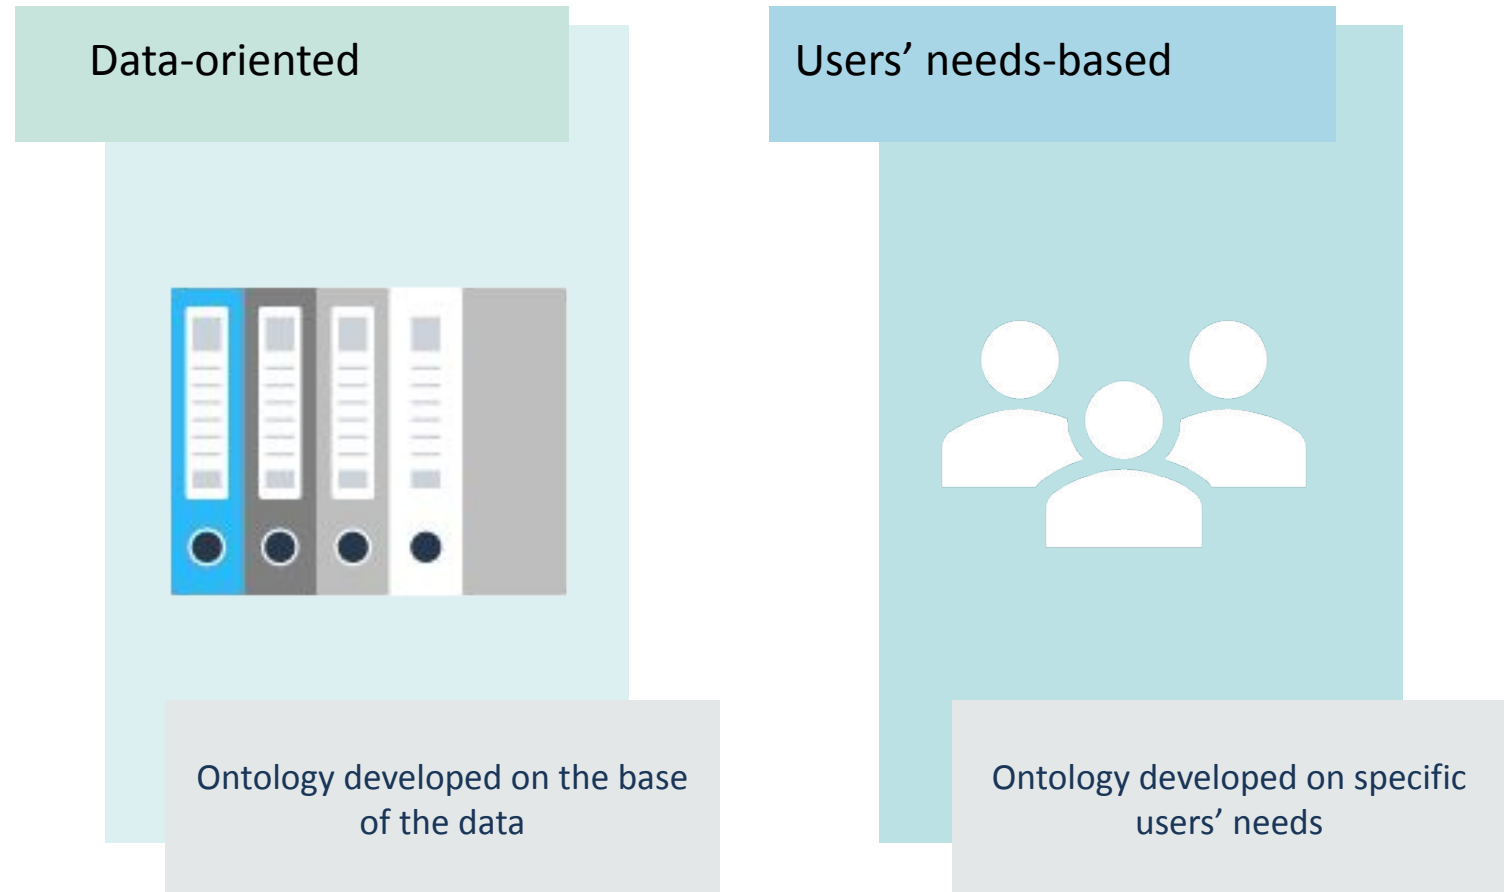 Data-oriented
Users’ needs-based
Ontology developed on the base
of the data
Ontology developed on specific
users’ needs